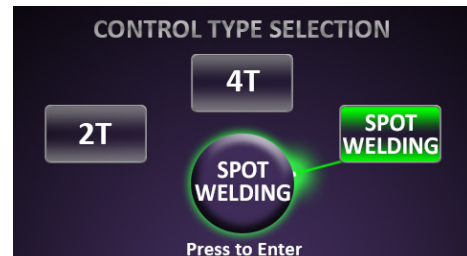 CONTROL TYPE SELECTION
4T
2T
SPOT
WELDING
SPOT
WELDING
Press to Enter